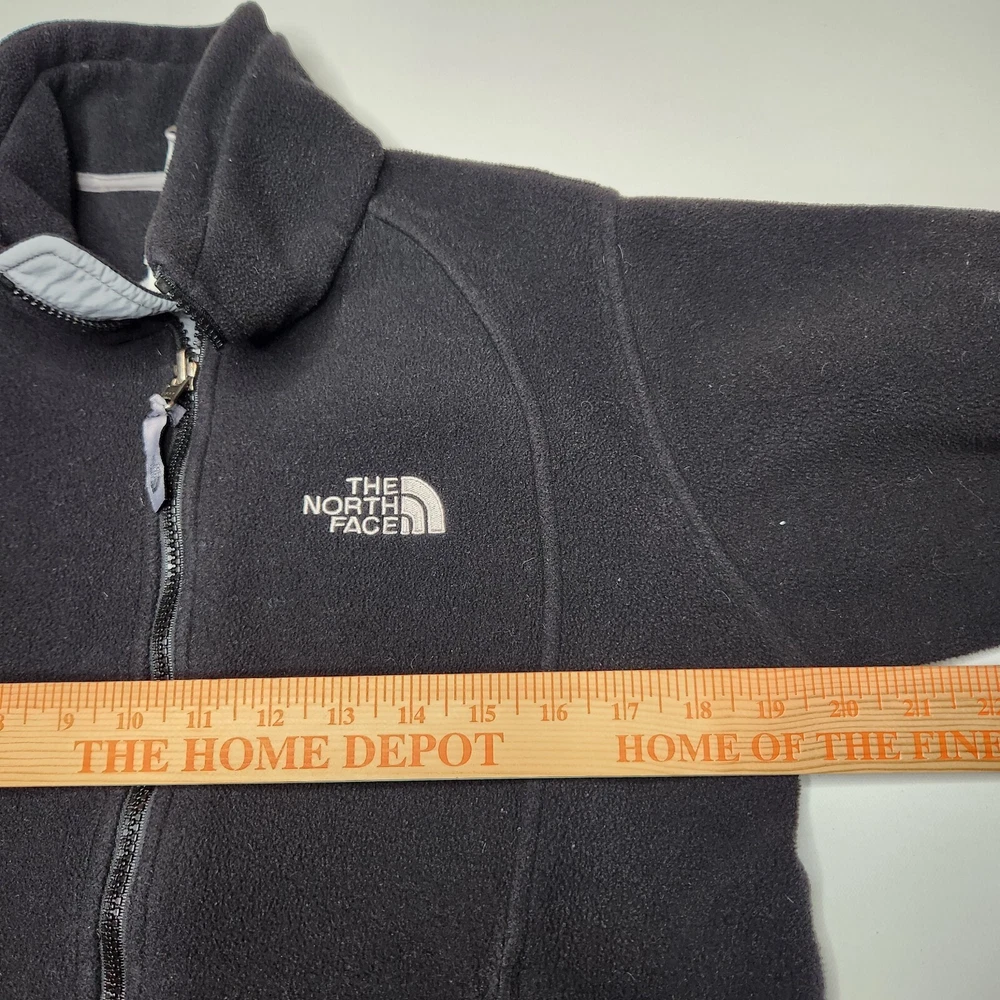 THE
NORTH
FACE
9 10 11 12 13 14 15 16 17 18 19 20 21
THE HOME DEPOT HOME OF THE FINE